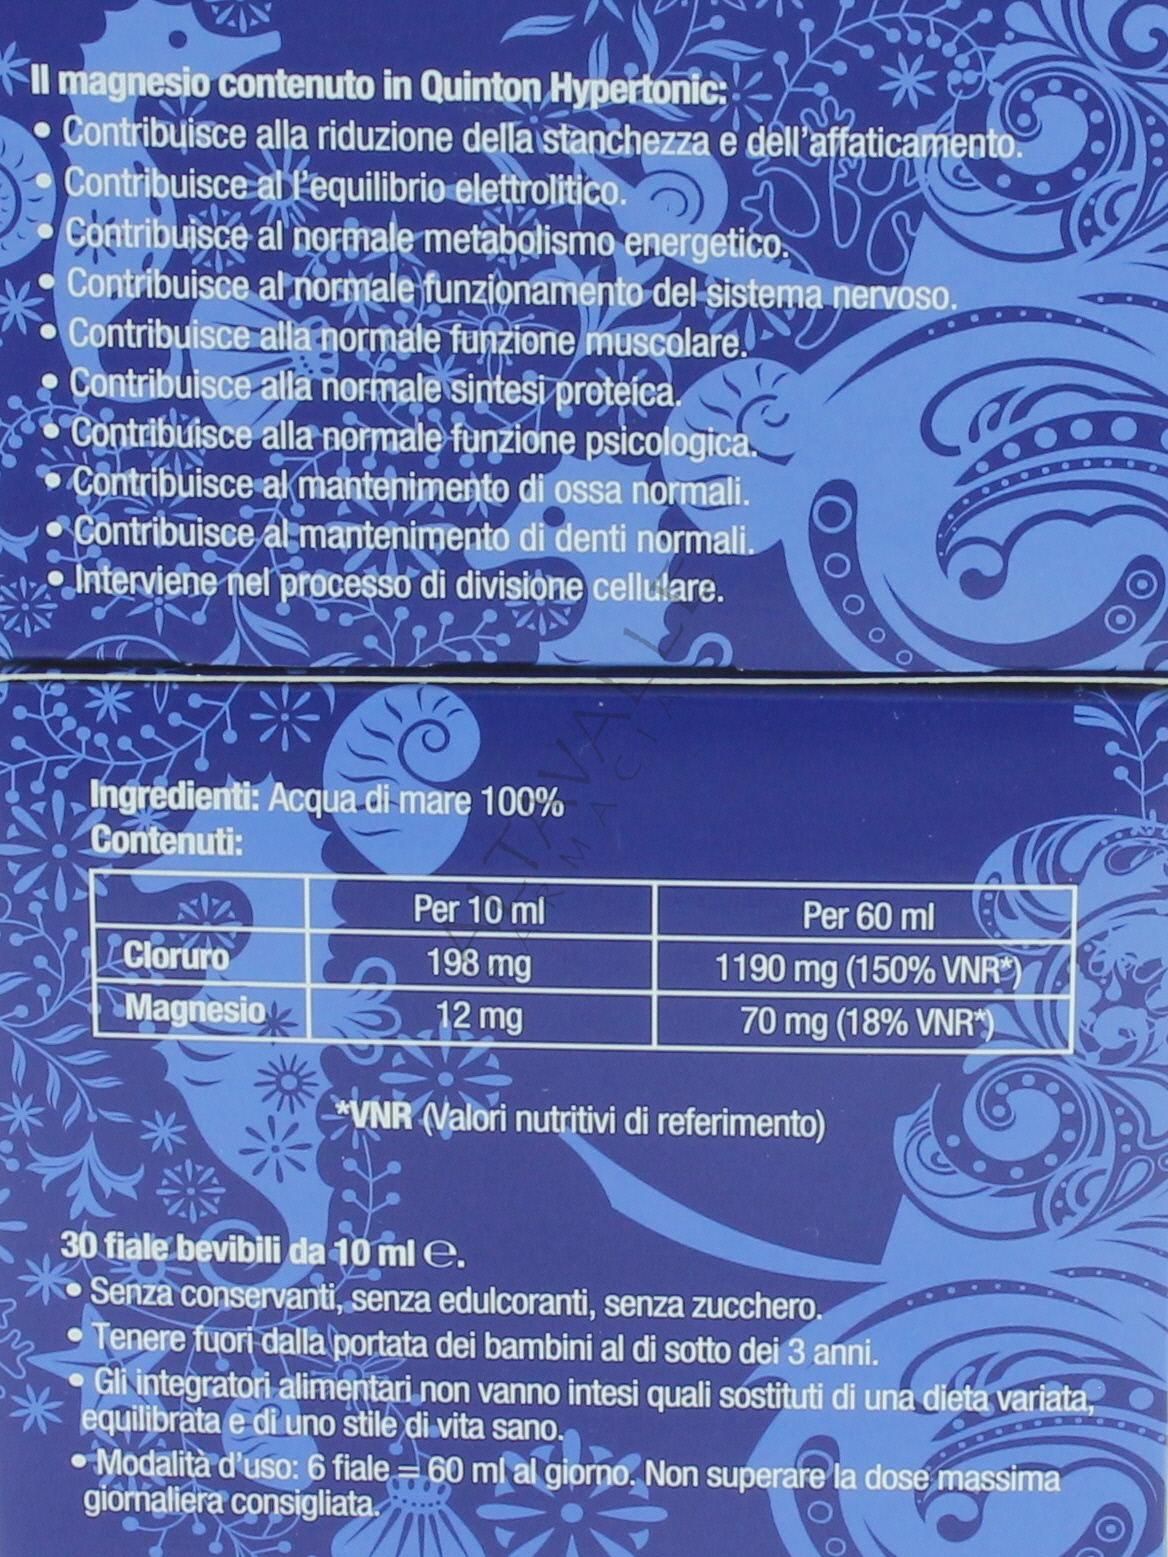 Il magnesio contenuto in Quinton Hypertonic:
• Contribuisce alla riduzione della stanchezza e dell'affaticamento.
• Contribuisce al l'equilibrio elettrolitico.
• Contribuisce al normale metabolismo energetico.
• Contribuisce al normale funzionamento del sistema nervoso.
• Contribuisce alla normale funzione muscolare.
• Contribuisce alla normale sintesi proteica.
• Contribuisce alla normale funzione psicologica.
• Contribuisce al mantenimento di ossa normali.
• Contribuisce al mantenimento di denti normali.
• Interviene nel processo di divisione cellulare.
Ingredienti: Acqua di mare 100%
Contenuti:
Per 10 ml Per 60 ml
Cloruro 198 mg 1190 mg (150% VNR*)
Magnesio 12 mg 70 mg (18% VNR*)
*VNR (Valori nutritivi di referimento)
30 fiale bevibili da 10 ml ℮.
• Senza conservanti, senza edulcoranti, senza zucchero.
• Tenere fuori dalla portata dei bambini al di sotto dei 3 anni.
• Gli integratori alimentari non vanno intesi quali sostituti di una dieta variata,
equilibrata e di uno stile di vita sano.
• Modalità d'uso: 6 fiale = 60 ml al giorno. Non superare la dose massima
giornaliera consigliata.